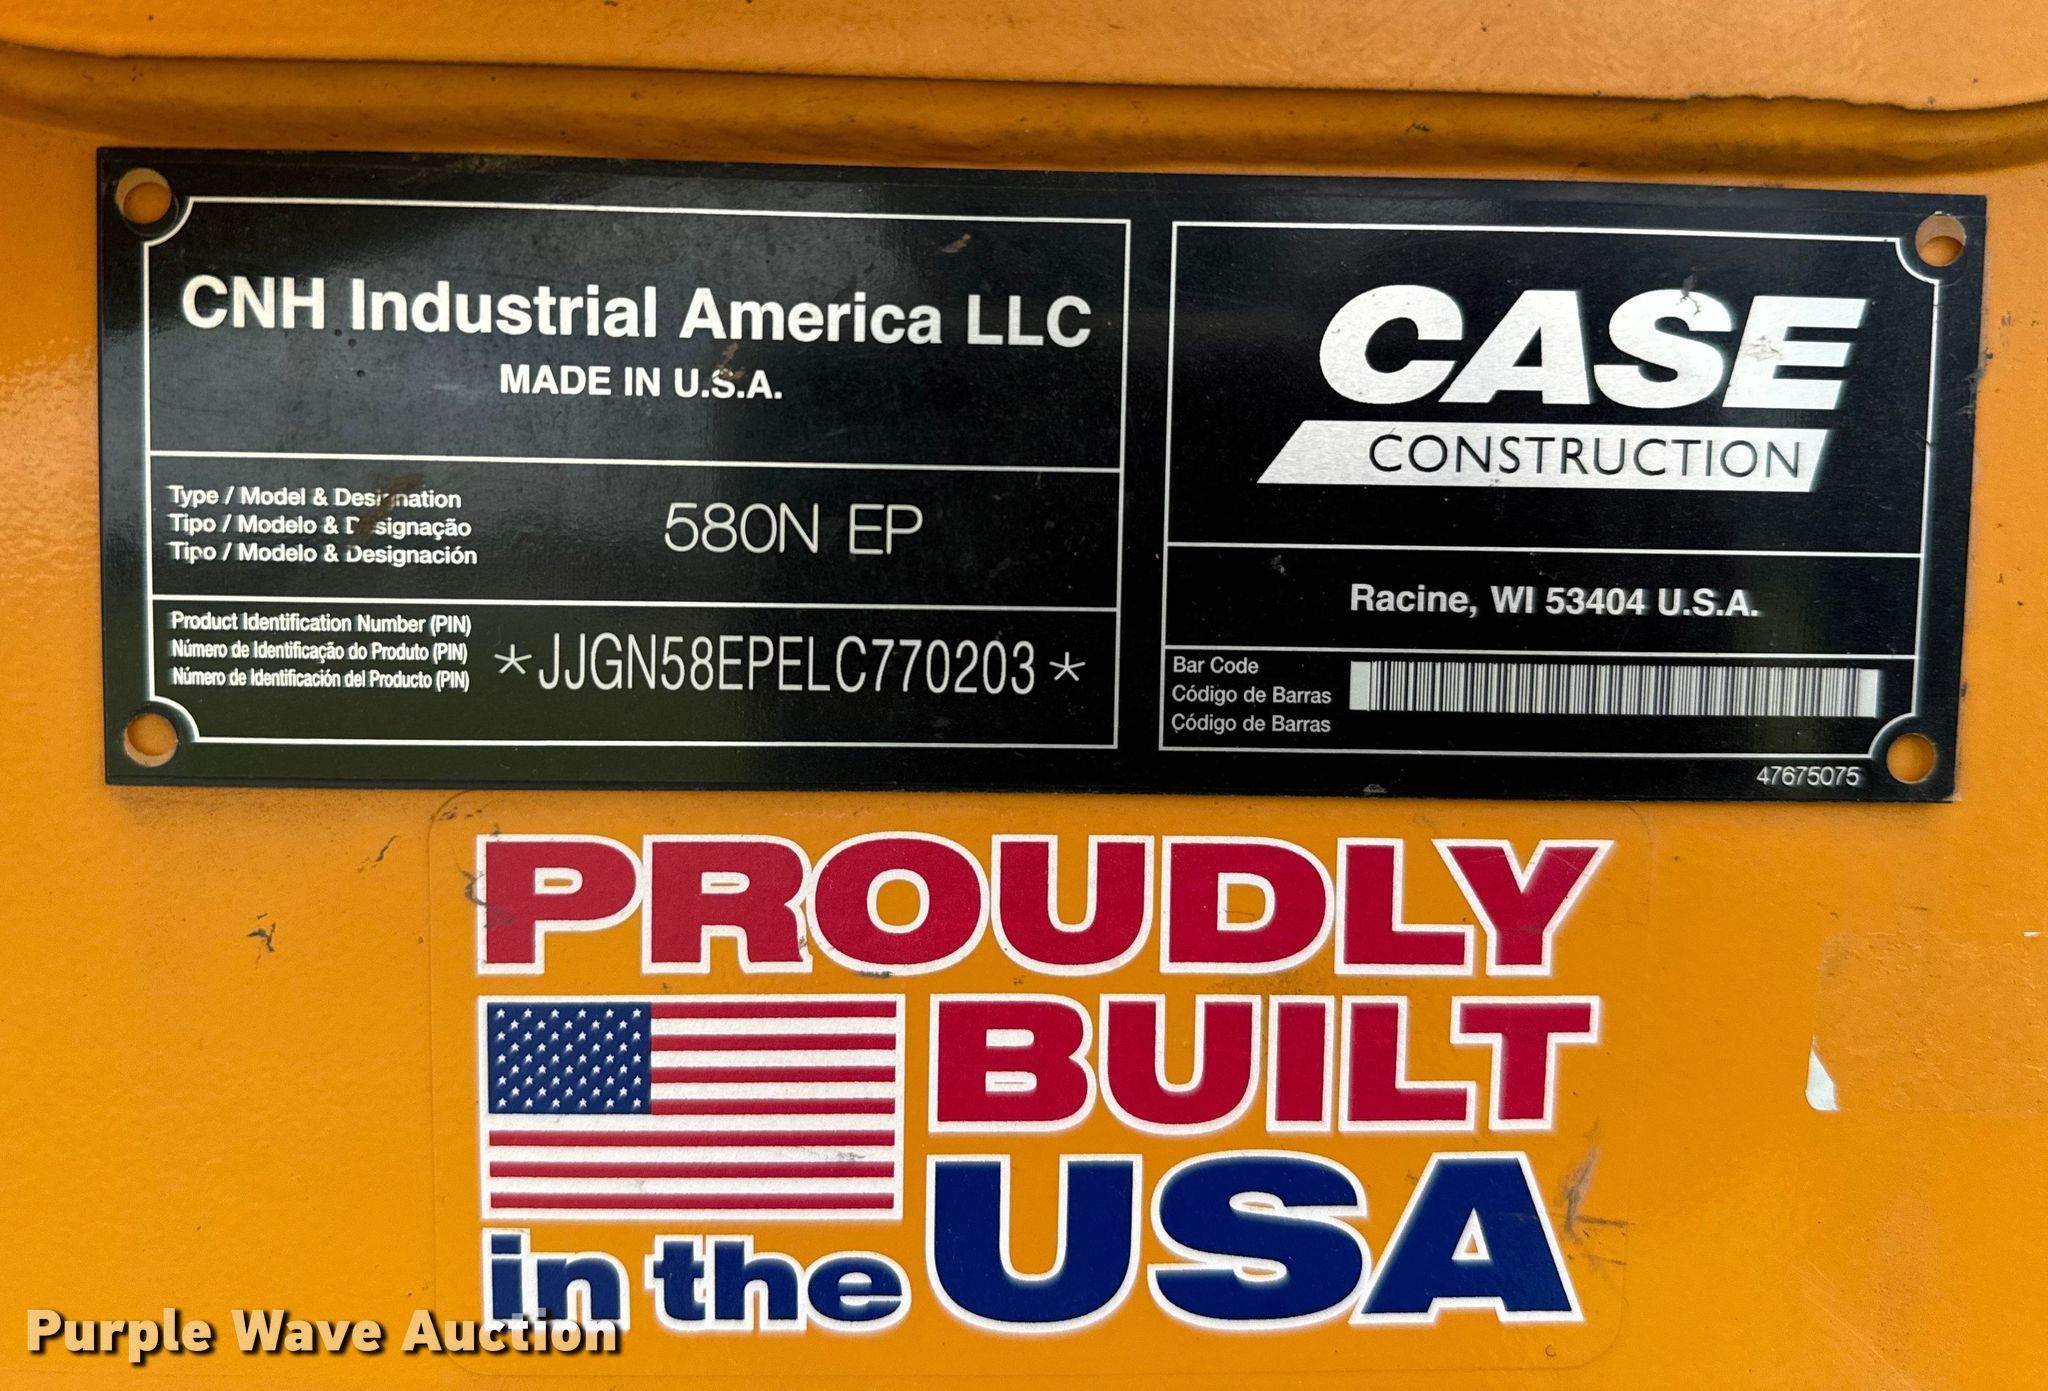 CNH Industrial America LLC
MADE IN U.S.A.
Type / Model & Designation
Tipo / Modelo & Designação
Tipo / Modelo & Designación
580N EP
Product Identification Number (PIN)
Número de Identificação do Produto (PIN)
Número de Identificación del Producto (PIN)
*JJGN58EPELC770203*
CASE
CONSTRUCTION
Racine, WI 53404 U.S.A.
Bar Code
Código de Barras
Código de Barras
47675075
PROUDLY
BUILT
in the USA
Purple Wave Auction